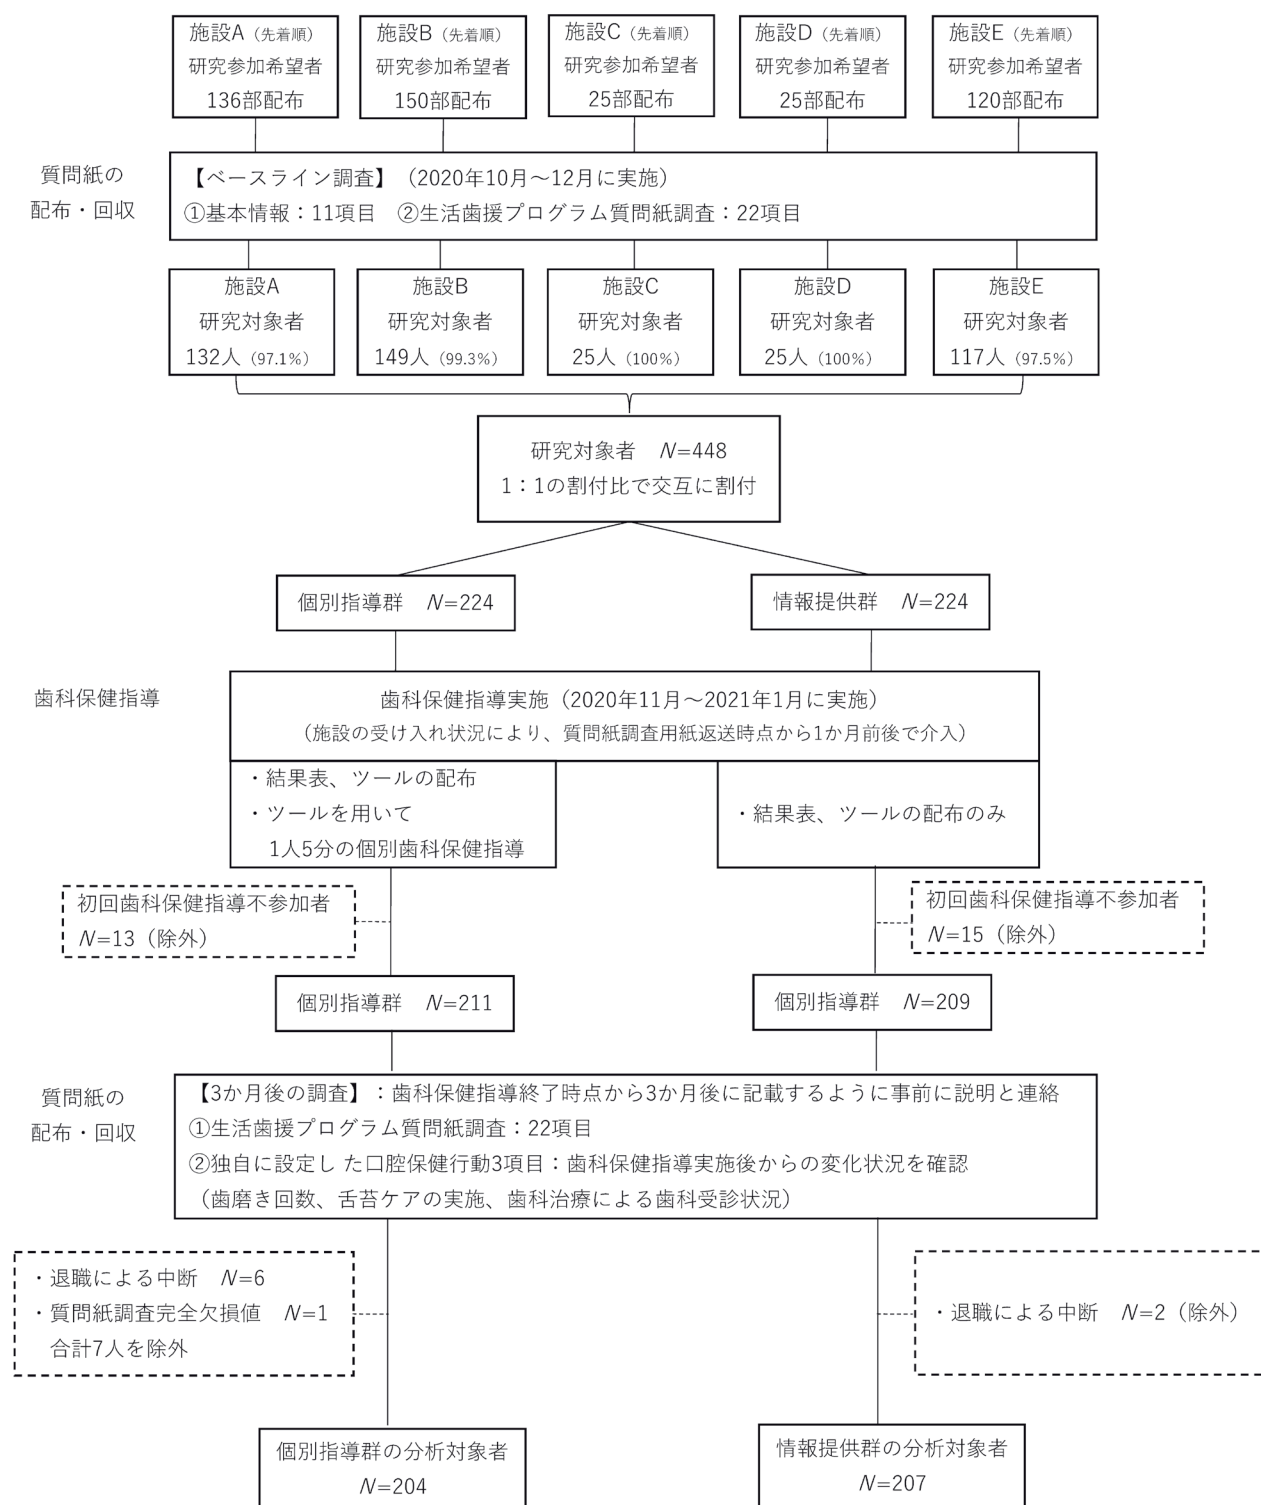 施設A（先着順）
研究参加希望者
136部配布
施設B（先着順）
研究参加希望者
150部配布
施設C（先着順）
研究参加希望者
25部配布
施設D（先着順）
研究参加希望者
25部配布
施設E（先着順）
研究参加希望者
120部配布
質問紙の
配布・回収
【ベースライン調査】（2020年10月～12月に実施）
①基本情報：11項目　②生活歯援プログラム質問紙調査：22項目
施設A
研究対象者
132人（97.1%）
施設B
研究対象者
149人（99.3%）
施設C
研究対象者
25人（100%）
施設D
研究対象者
25人（100%）
施設E
研究対象者
117人（97.5%）
研究対象者　N=448
1：1の割付比で交互に割付
個別指導群　N=224
情報提供群　N=224
歯科保健指導
歯科保健指導実施（2020年11月～2021年1月に実施）
（施設の受け入れ状況により、質問紙調査用紙返送時点から1か月前後で介入）
・結果表、ツールの配布
・ツールを用いて
1人5分の個別歯科保健指導
・結果表、ツールの配布のみ
初回歯科保健指導不参加者
N=13（除外）
初回歯科保健指導不参加者
N=15（除外）
個別指導群　N=211
個別指導群　N=209
質問紙の
配布・回収
【3か月後の調査】：歯科保健指導終了時点から3か月後に記載するように事前に説明と連絡
①生活歯援プログラム質問紙調査：22項目
②独自に設定し た口腔保健行動3項目：歯科保健指導実施後からの変化状況を確認
（歯磨き回数、舌苔ケアの実施、歯科治療による歯科受診状況）
・退職による中断　N=6
・質問紙調査完全欠損値　N=1
合計7人を除外
・退職による中断　N=2（除外）
個別指導群の分析対象者
N=204
情報提供群の分析対象者
N=207